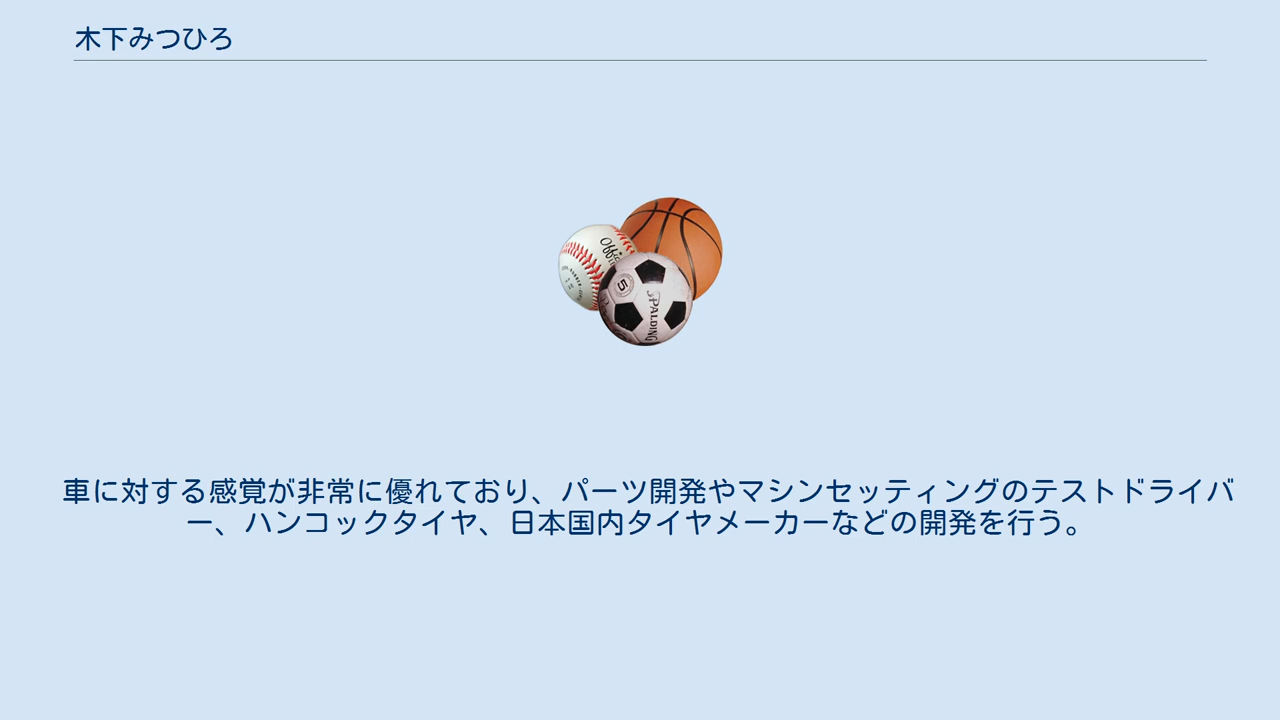 木下みつひろ
Offic
5
SPALDING
車に対する感覚が非常に優れており、パーツ開発やマシンセッティングのテストドライバ
ー、ハンコックタイヤ、日本国内タイヤメーカーなどの開発を行う。